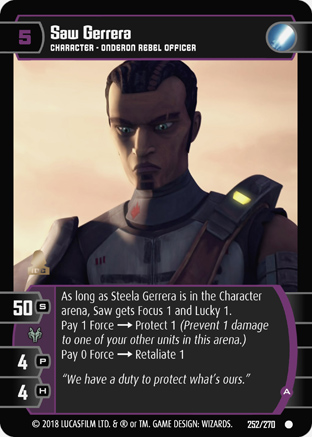 5
Saw Gerrera
CHARACTER - ONDERON REBEL OFFICER
50 S
As long as Steela Gerrera is in the Character
arena, Saw gets Focus 1 and Lucky 1.
Pay 1 Force → Protect 1 (Prevent 1 damage
to one of your other units in this arena.)
Pay 0 Force → Retaliate 1
4 P
4 H
“We have a duty to protect what’s ours.”
A
© 2018 LUCASFILM LTD. & ® OR TM. GAME DESIGN: WIZARDS.
252/270